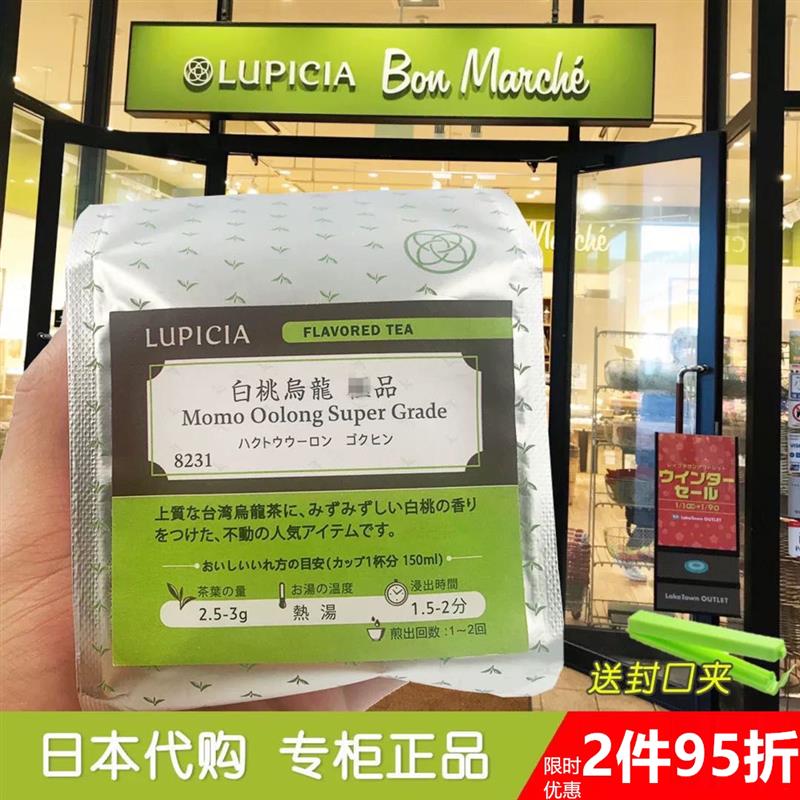 LUPICIA Bon Marché
Marché
LUPICIA
FLAVORED TEA
白桃烏龍 品
Momo Oolong Super Grade
ハクトウウーロン ゴクヒン
8231
上質な台湾烏龍茶に、みずみずしい白桃の香り
をつけた、不動の人気アイテムです。
おいしいいれ方の目安(カップ1杯分 150ml)
茶葉の量
2.5-3g
お湯の温度
熱湯
浸出時間
1.5-2分
煎出回数:1~2回
ウインター
セール
LakeTown OUTLET
LakeTown OUTLET
送封口夹
日本代购 专柜正品
限时
优惠
2件95折